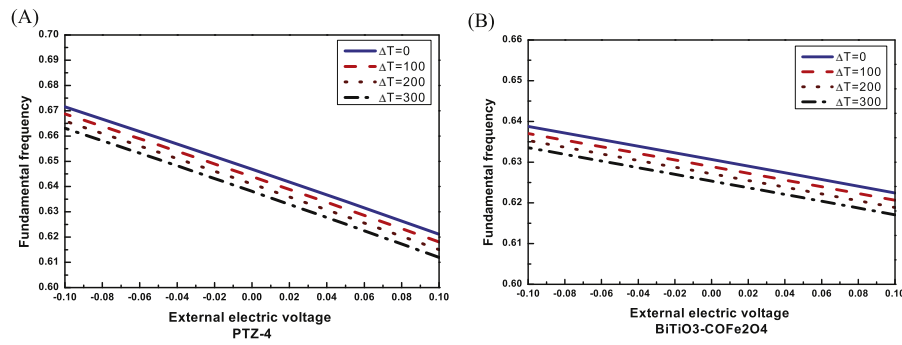 (A)
0.70
0.69
0.68
0.67
0.66
0.65
0.64
0.63
0.62
0.61
0.60
Fundamental frequency
ΔT=0
ΔT=100
ΔT=200
ΔT=300
-0.10 -0.08 -0.06 -0.04 -0.02 0.00 0.02 0.04 0.06 0.08 0.10
External electric voltage
PTZ-4
(B)
0.66
0.65
0.64
0.63
0.62
0.61
0.60
Fundamental frequency
ΔT=0
ΔT=100
ΔT=200
ΔT=300
-0.10 -0.08 -0.06 -0.04 -0.02 0.00 0.02 0.04 0.06 0.08 0.10
External electric voltage
BiTiO3-COFe2O4